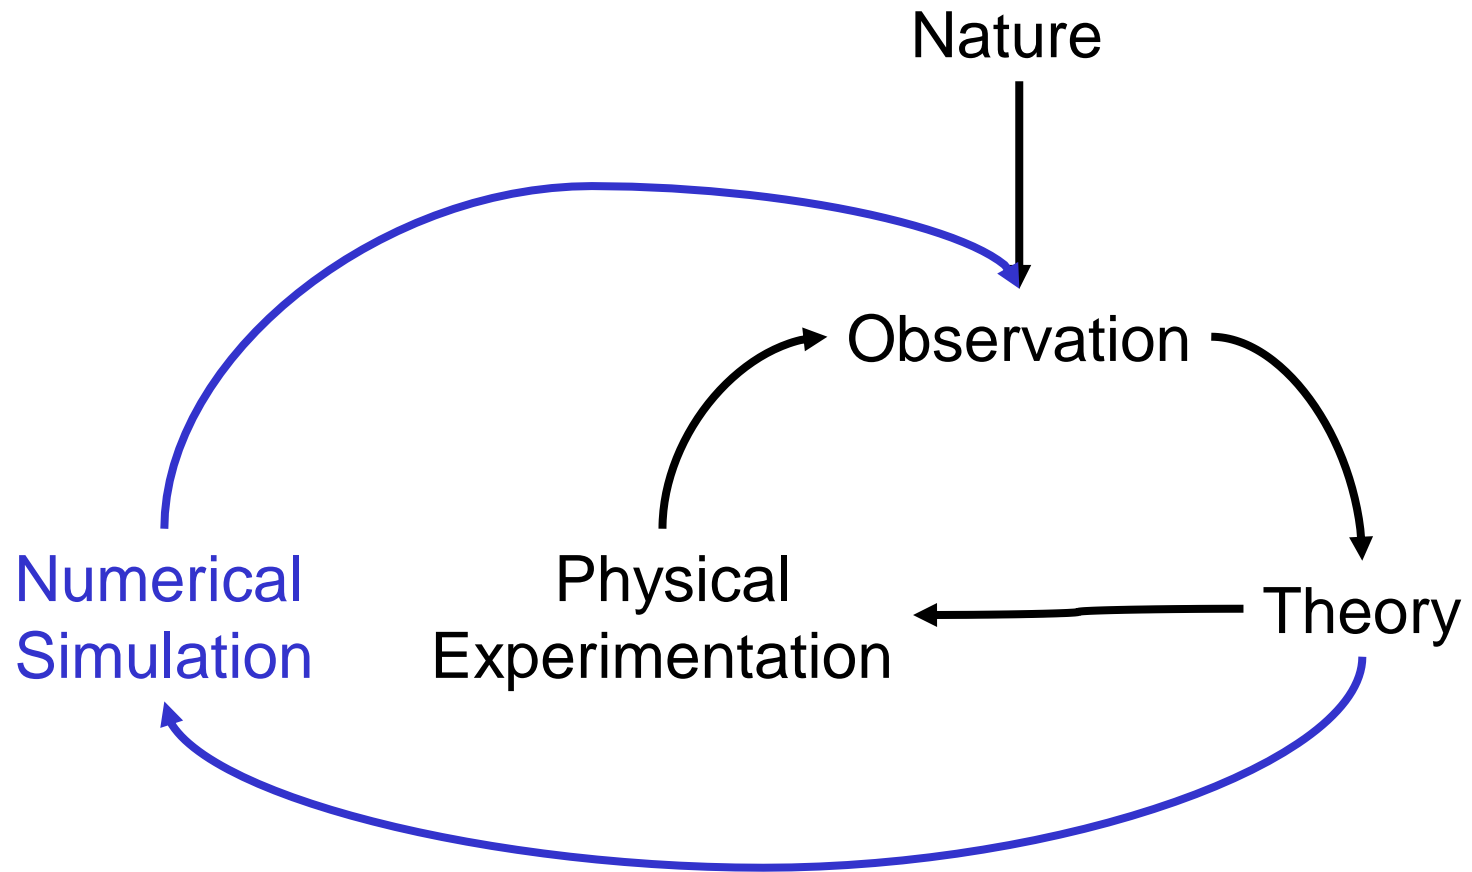 Nature
Observation
Numerical
Simulation
Physical
Experimentation
Theory